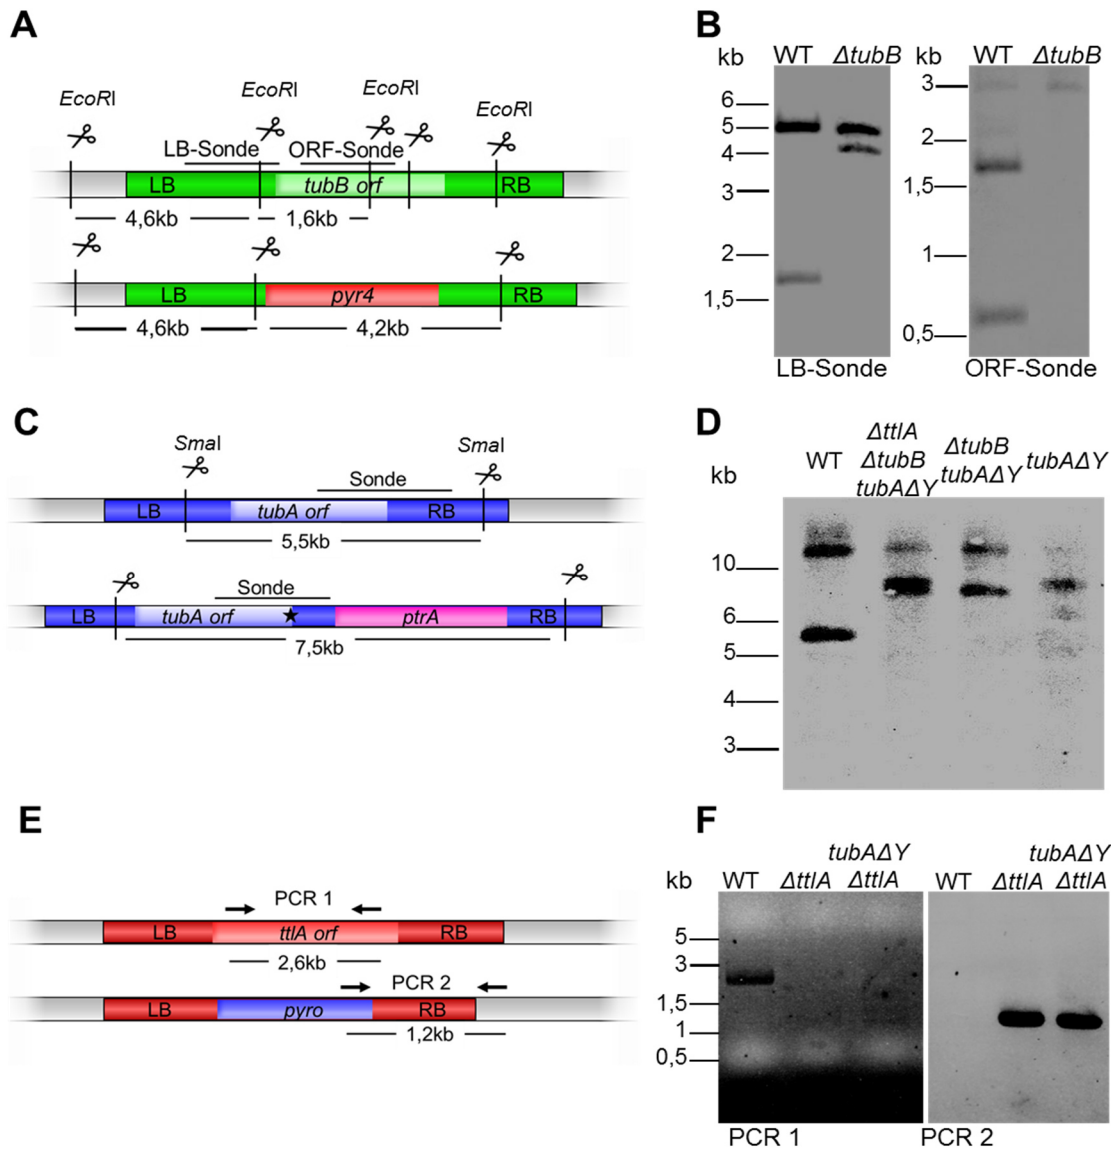 A
EcoRI
EcoRI
EcoRI
EcoRI
LB-Sonde
ORF-Sonde
LB
tubB orf
RB
4,6kb
1,6kb
LB
pyr4
RB
4,6kb
4,2kb
B
kb
WT
ΔtubB
6
5
4
3
2
1,5
LB-Sonde
kb
WT
ΔtubB
3
2
1,5
1
0,5
ORF-Sonde
C
SmaI
SmaI
Sonde
LB
tubA orf
RB
5,5kb
Sonde
LB
tubA orf
ptrA
RB
7,5kb
D
kb
WT
ΔttlA
ΔtubB
tubAΔY
ΔtubB
tubAΔY
tubAΔY
10
6
5
4
3
E
PCR 1
LB
ttlA orf
RB
2,6kb
PCR 2
LB
pyro
RB
1,2kb
F
kb
WT
ΔttlA
tubAΔY
ΔttlA
5
3
1,5
1
0,5
PCR 1
WT
ΔttlA
tubAΔY
ΔttlA
PCR 2